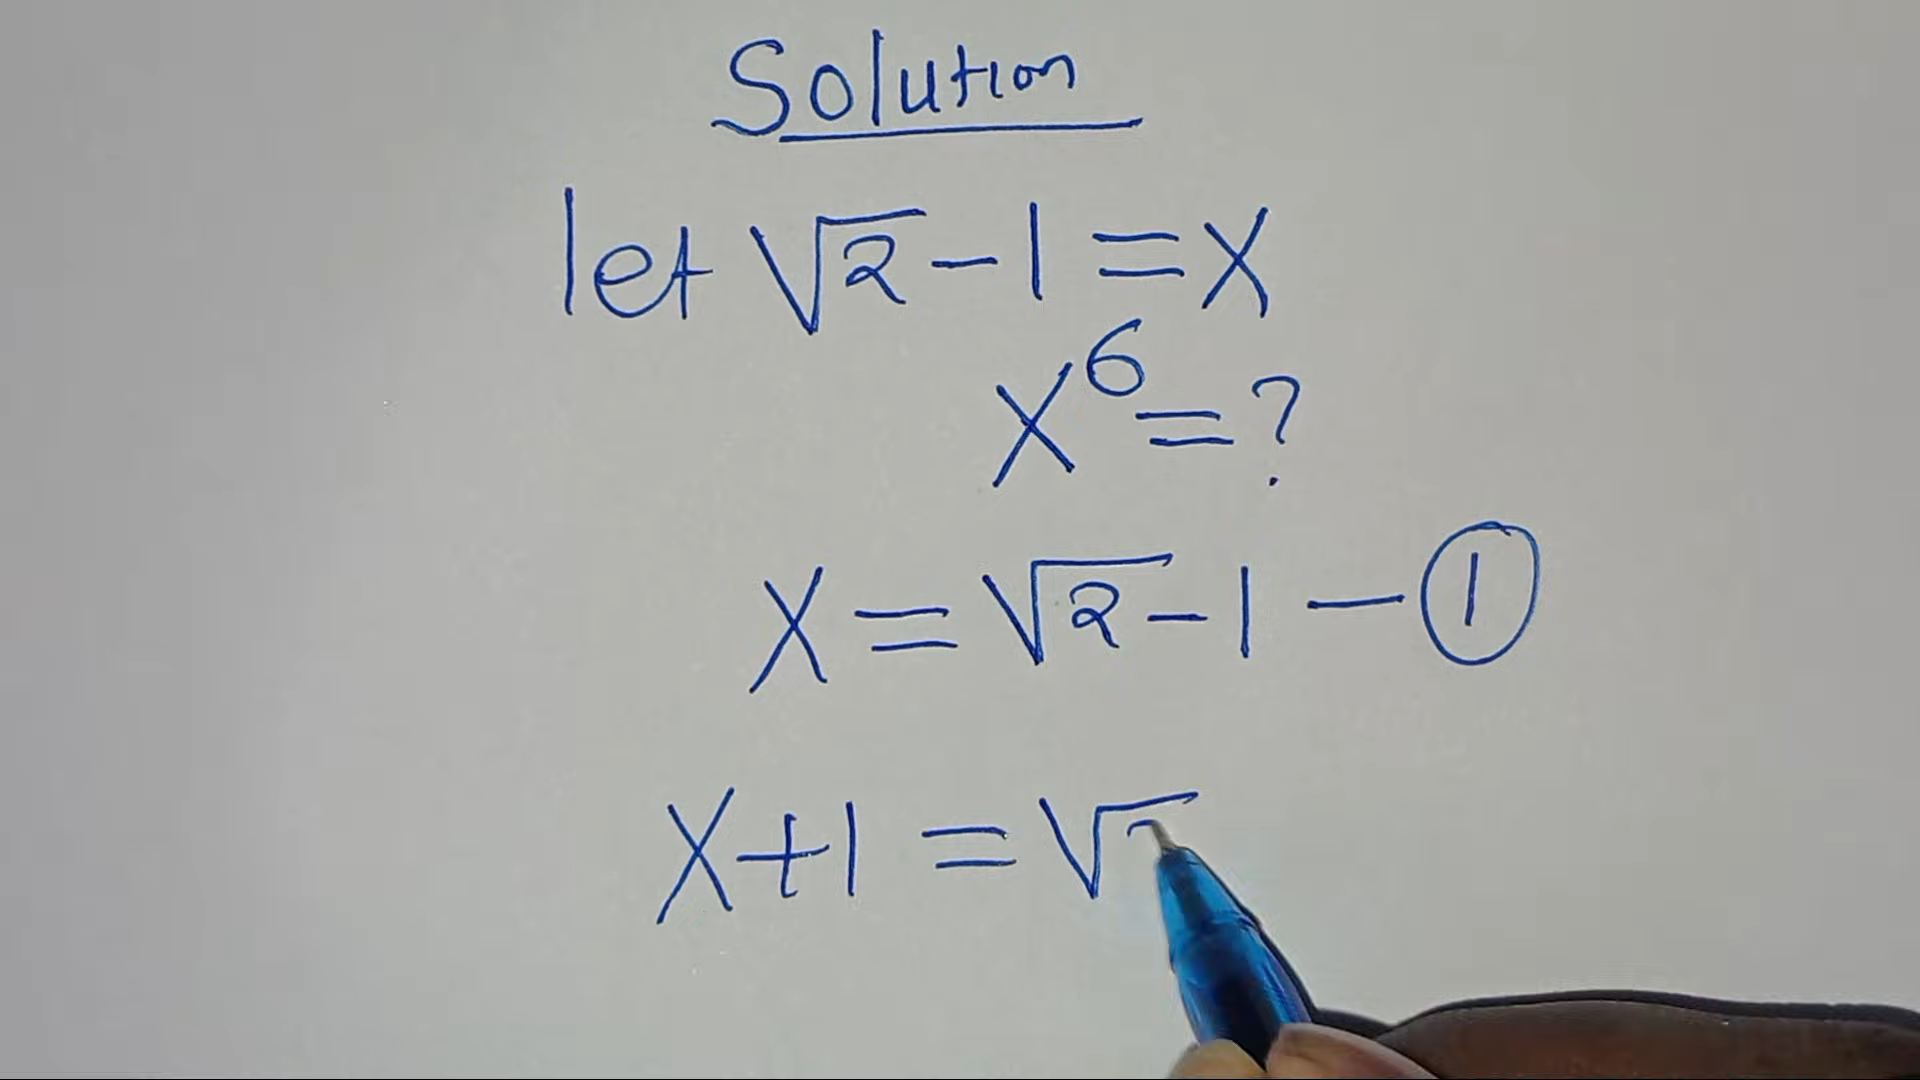 Solution
let √2 - 1 = x
x⁶ = ?
x = √2 - 1 — ①
x + 1 = √